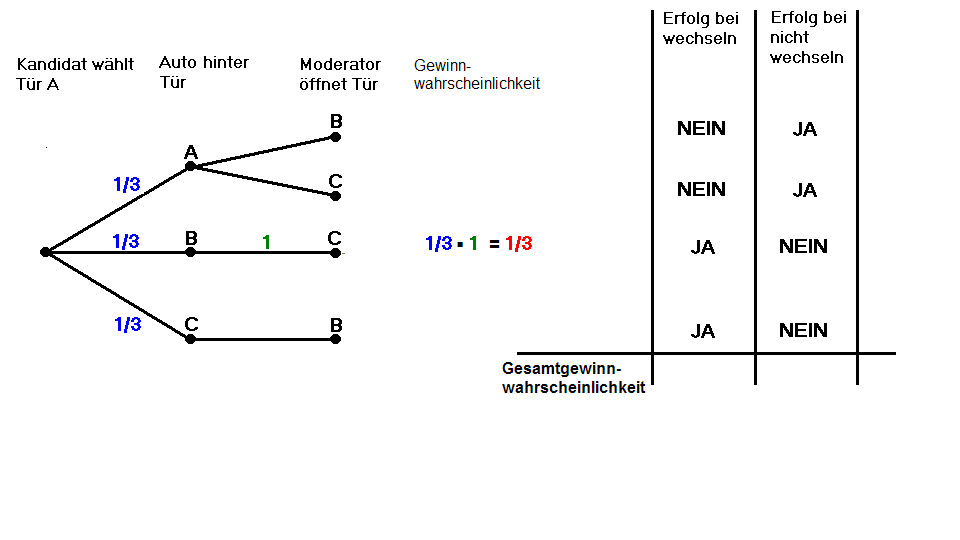 Kandidat wählt
Tür A
Auto hinter
Tür
Moderator
öffnet Tür
Gewinn-
wahrscheinlichkeit
Erfolg bei
wechseln
Erfolg bei
nicht
wechseln
B
A
NEIN
JA
1/3
C
NEIN
JA
1/3
B
1
C
1/3 ▪ 1 = 1/3
JA
NEIN
1/3
C
B
JA
NEIN
Gesamtgewinn-
wahrscheinlichkeit